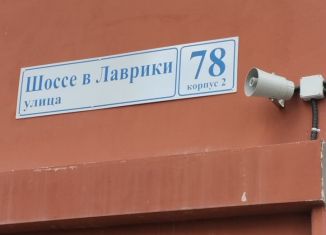 Шоссе в Лаврики
улица
78
корпус 2